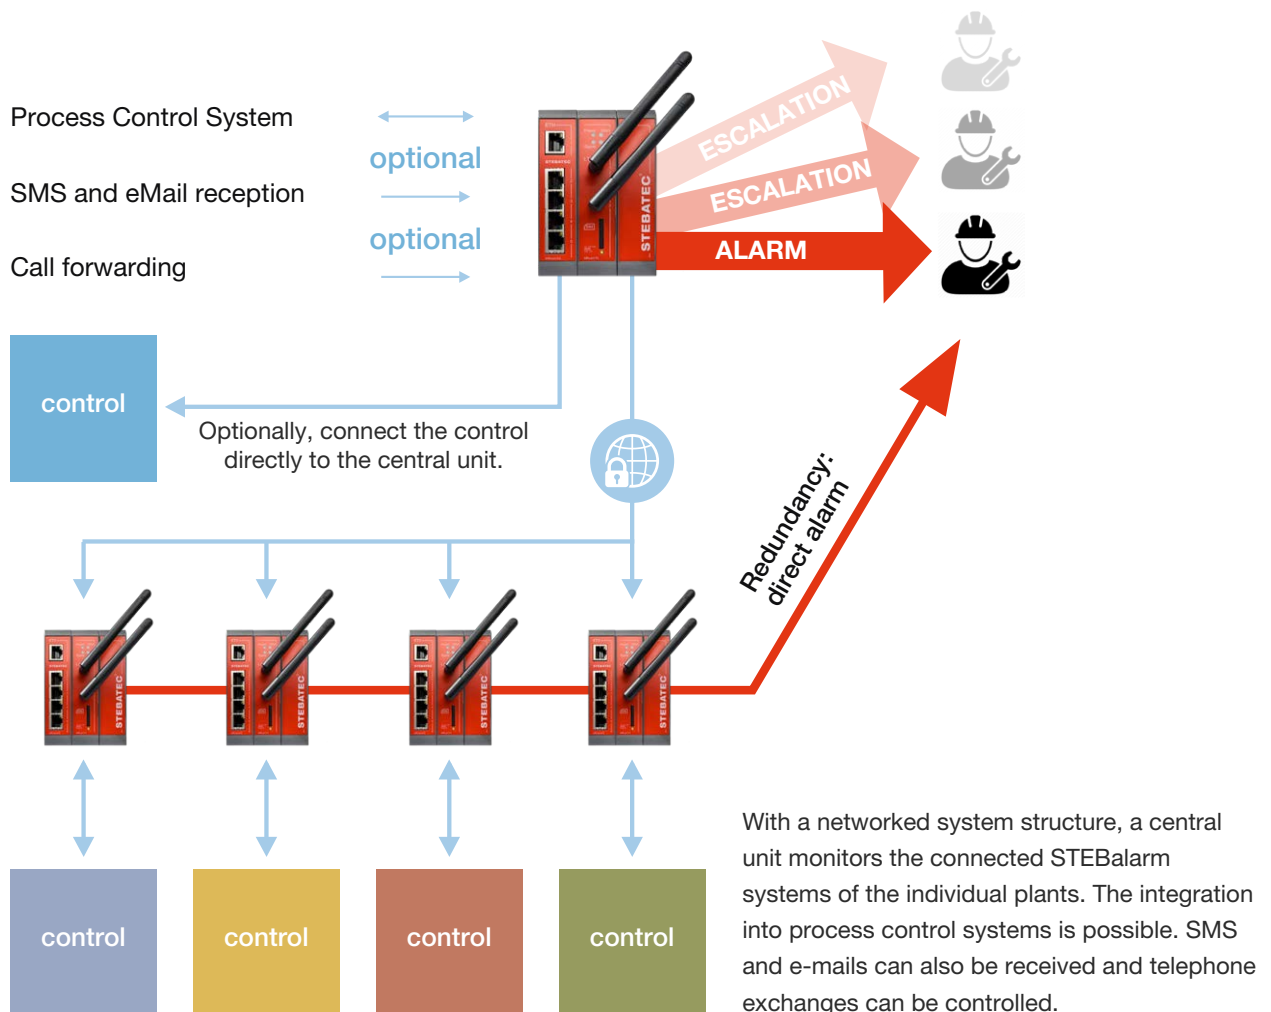 Process Control System
optional
SMS and eMail reception
optional
Call forwarding
STEBATEC
STEBATEC
ESCALATION
ESCALATION
ALARM
control
Optionally, connect the control
directly to the central unit.
Redundancy:
direct alarm
STEBATEC
STEBATEC
STEBATEC
STEBATEC
control
control
control
control
With a networked system structure, a central
unit monitors the connected STEBalarm
systems of the individual plants. The integration
into process control systems is possible. SMS
and e-mails can also be received and telephone
exchanges can be controlled.